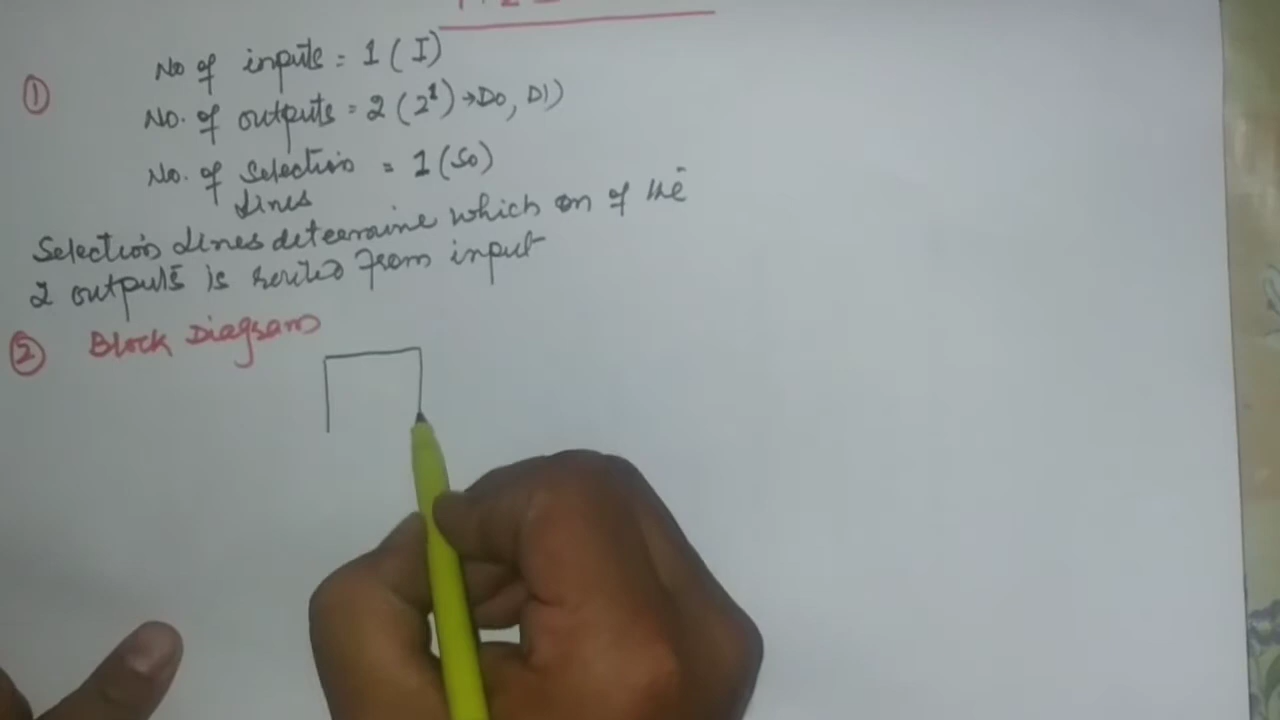 ①
No of inputs = 1 (I)
No. of outputs = 2 (2¹) → D0, D1)
No. of Selection = 1 (S0)
Lines
Selection Lines determine which on of the
2 outputs is routed from input
② Block Diagram